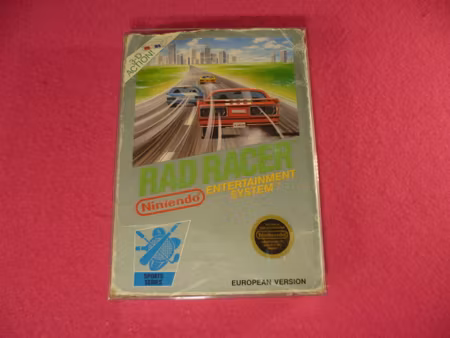 3-D
ACTION!
RAD RACER
Nintendo
ENTERTAINMENT
SYSTEM
SPORTS
SERIES
EUROPEAN VERSION